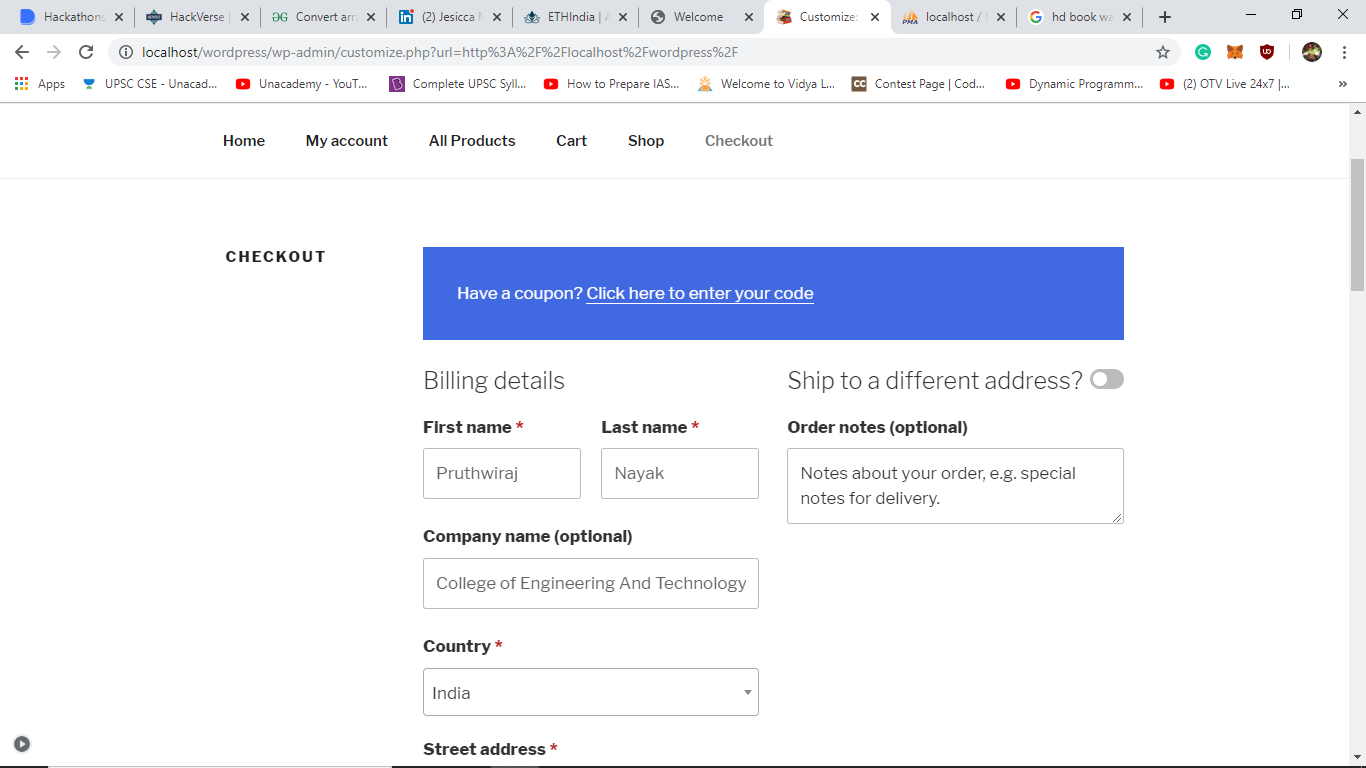 Hackathons
HackVerse |
Convert arr
(2) Jesicca N
ETHIndia | A
Welcome
Customize:
localhost /
hd book wa
localhost/wordpress/wp-admin/customize.php?url=http%3A%2F%2Flocalhost%2Fwordpress%2F
Apps
UPSC CSE - Unacad...
Unacademy - YouT...
Complete UPSC Syll...
How to Prepare IAS...
Welcome to Vidya L...
CC
Contest Page | Cod...
Dynamic Programm...
(2) OTV Live 24x7 |...
Home
My account
All Products
Cart
Shop
Checkout
CHECKOUT
Have a coupon? Click here to enter your code
Billing details
Ship to a different address?
First name *
Last name *
Order notes (optional)
Pruthwiraj
Nayak
Notes about your order, e.g. special
notes for delivery.
Company name (optional)
College of Engineering And Technology
Country *
India
Street address *